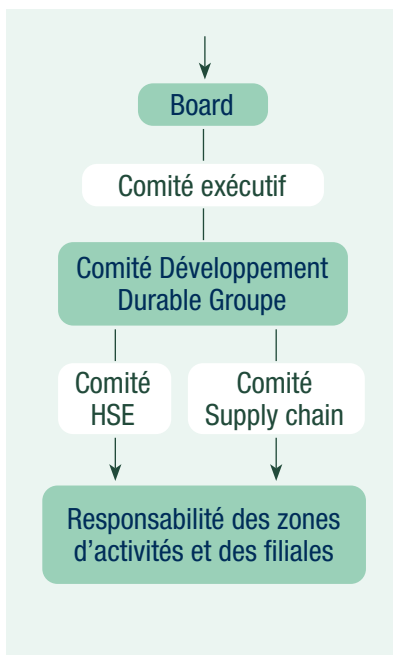 Board
Comité exécutif
Comité Développement
Durable Groupe
Comité
HSE
Comité
Supply chain
Responsabilité des zones
d'activités et des filiales